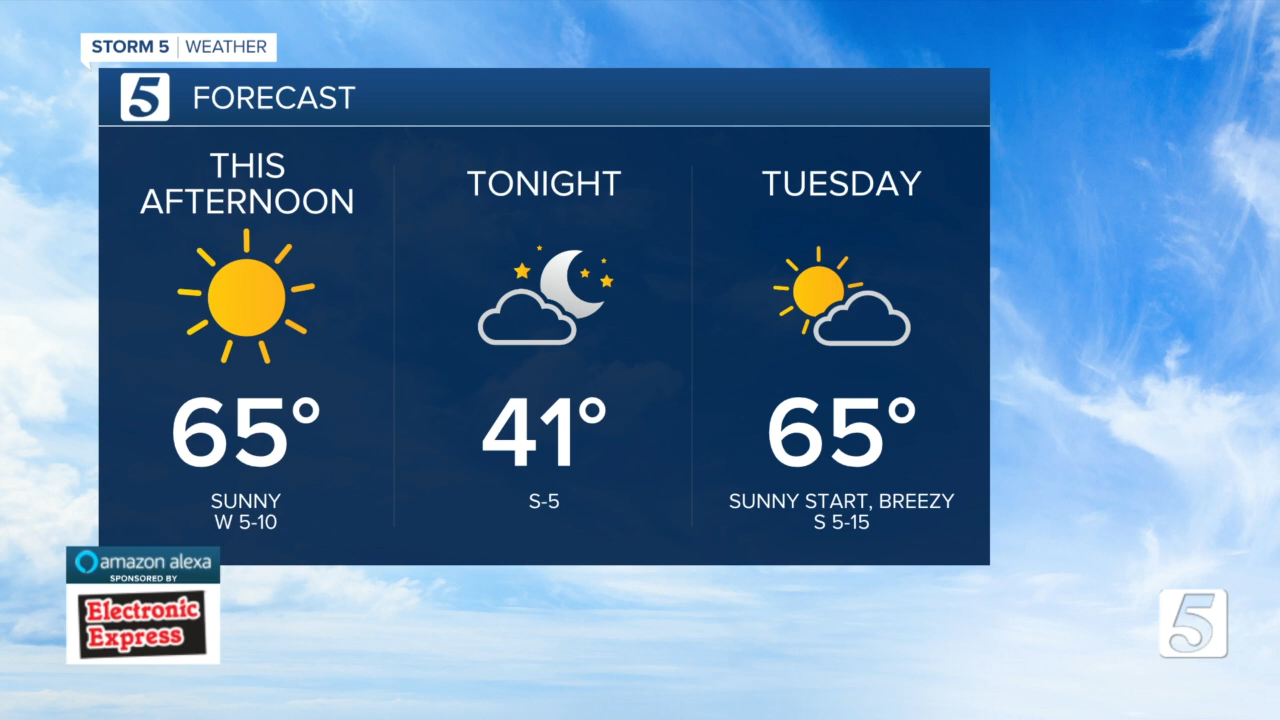 STORM 5 | WEATHER
5 FORECAST
THIS
AFTERNOON
65°
SUNNY
W 5-10
TONIGHT
41°
S-5
TUESDAY
65°
SUNNY START, BREEZY
S 5-15
amazon alexa
SPONSORED BY
Electronic
Express
5